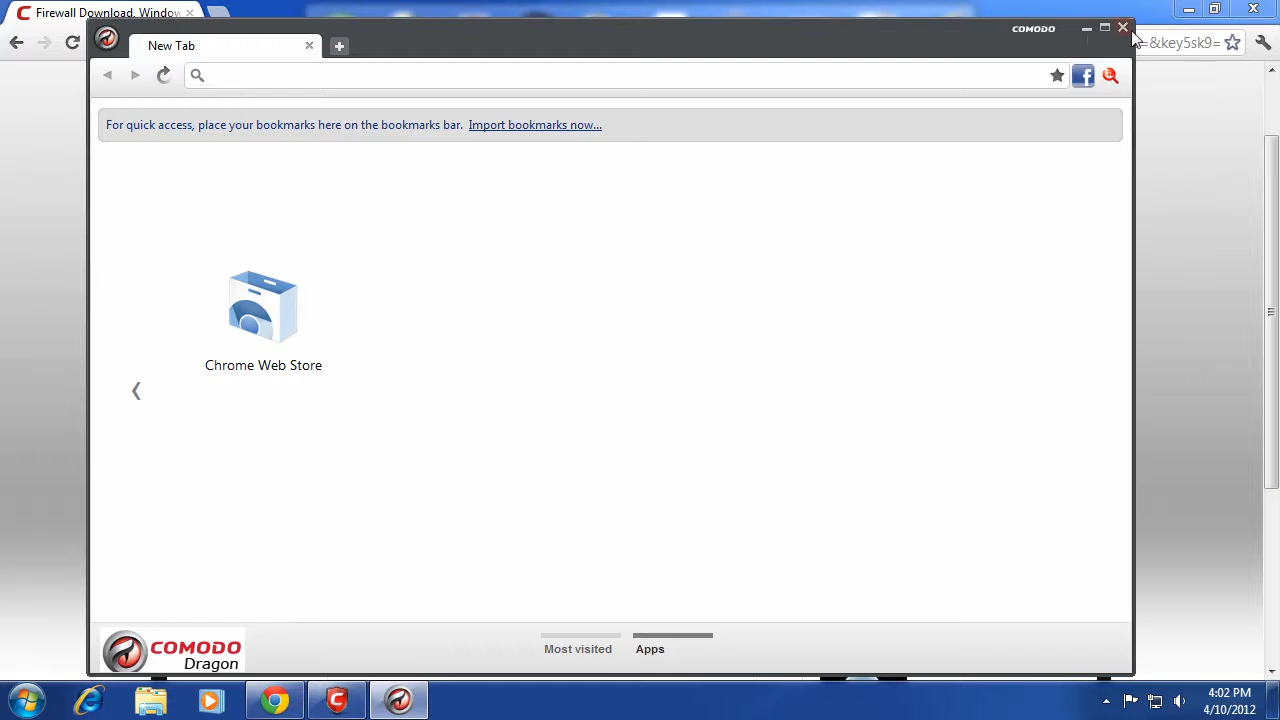 Firewall Download, Window
COMODO
New Tab
=&key5sk9=
For quick access, place your bookmarks here on the bookmarks bar. Import bookmarks now...
Chrome Web Store
COMODO
Dragon
Most visited
Apps
4:02 PM
4/10/2012